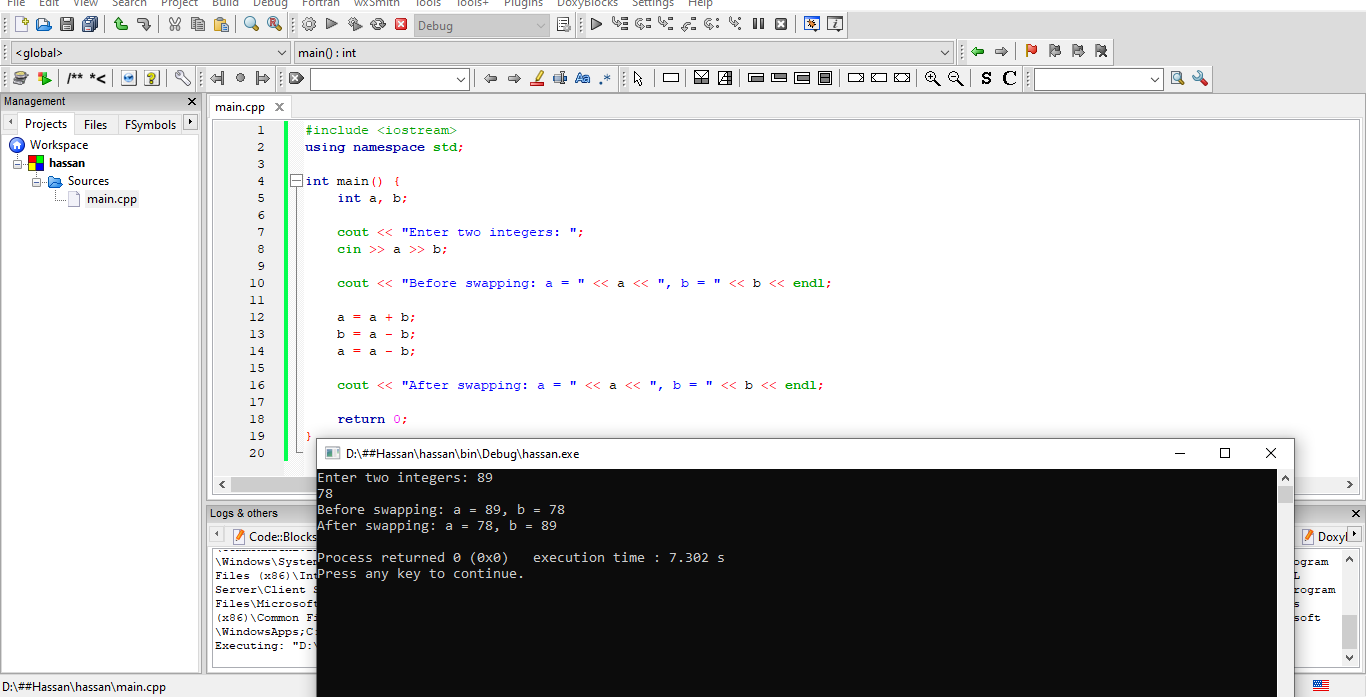 File Edit View Search Project Build Debug Fortran wxSmith Tools Tools+ Plugins DoxyBlocks Settings Help
Debug
<global>
main() : int
/** *<
Aa .*
S C
Management
Projects Files FSymbols
Workspace
hassan
Sources
main.cpp
main.cpp
1 #include <iostream>
2 using namespace std;
3
4 int main() {
5 int a, b;
6
7 cout << "Enter two integers: ";
8 cin >> a >> b;
9
10 cout << "Before swapping: a = " << a << ", b = " << b << endl;
11
12 a = a + b;
13 b = a - b;
14 a = a - b;
15
16 cout << "After swapping: a = " << a << ", b = " << b << endl;
17
18 return 0;
19 }
20
D:\##Hassan\hassan\bin\Debug\hassan.exe
Enter two integers: 89
78
Before swapping: a = 89, b = 78
After swapping: a = 78, b = 89
Process returned 0 (0x0) execution time : 7.302 s
Press any key to continue.
Logs & others
Code::Blocks
Doxyl
\Windows\System
Files (x86)\Int
Server\Client S
Files\Microsoft
(x86)\Common Fi
\WindowsApps;C:
Executing: "D:\
ogram
L
rogram
s
soft
D:\##Hassan\hassan\main.cpp